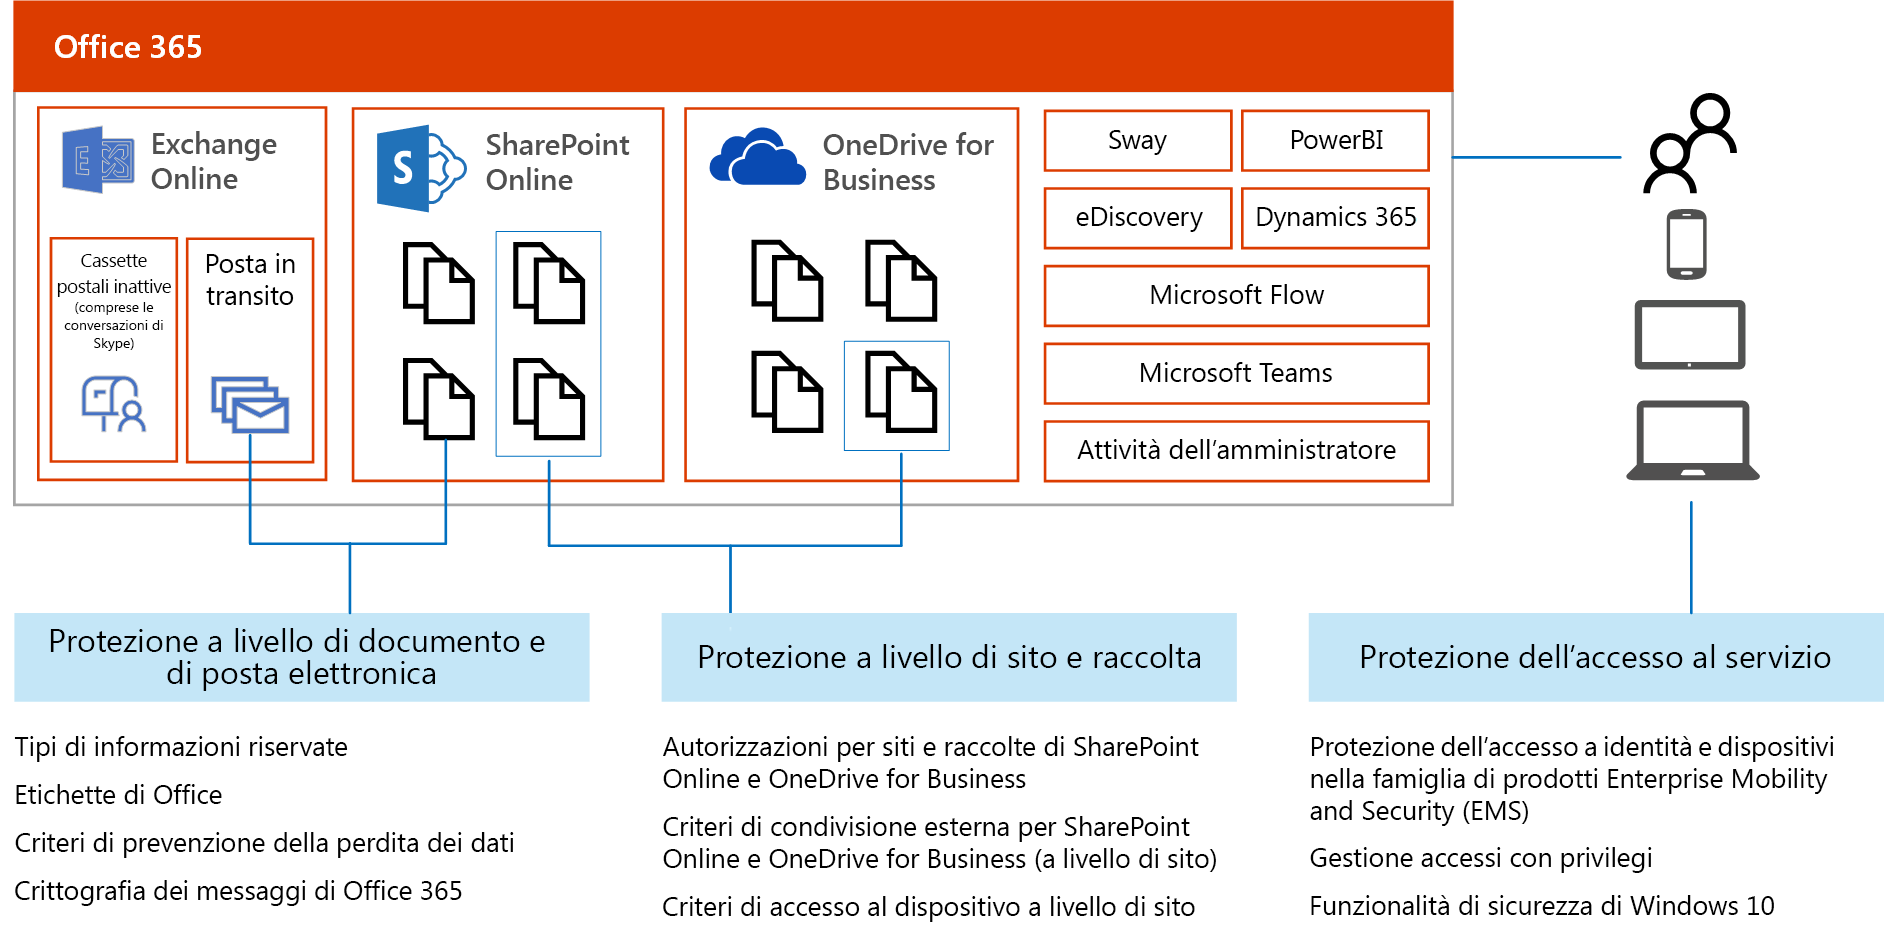 Office 365
Exchange
Online
Cassette
postali inattive
(comprese le
conversazioni di
Skype)
Posta in
transito
SharePoint
Online
OneDrive for
Business
Sway
PowerBI
eDiscovery
Dynamics 365
Microsoft Flow
Microsoft Teams
Attività dell’amministratore
Protezione a livello di documento e
di posta elettronica
Tipi di informazioni riservate
Etichette di Office
Criteri di prevenzione della perdita dei dati
Crittografia dei messaggi di Office 365
Protezione a livello di sito e raccolta
Autorizzazioni per siti e raccolte di SharePoint
Online e OneDrive for Business
Criteri di condivisione esterna per SharePoint
Online e OneDrive for Business (a livello di sito)
Criteri di accesso al dispositivo a livello di sito
Protezione dell’accesso al servizio
Protezione dell’accesso a identità e dispositivi
nella famiglia di prodotti Enterprise Mobility
and Security (EMS)
Gestione accessi con privilegi
Funzionalità di sicurezza di Windows 10